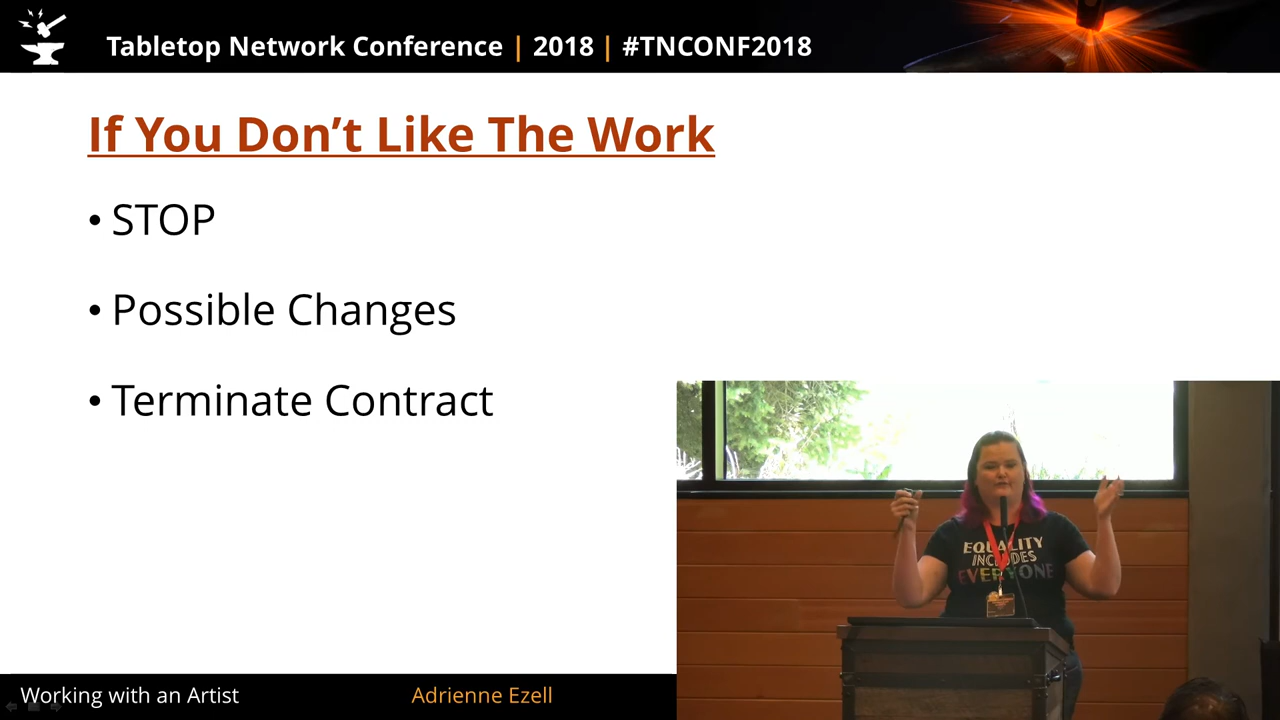 Tabletop Network Conference | 2018 | #TNCONF2018
If You Don’t Like The Work
• STOP
• Possible Changes
• Terminate Contract
EQUALITY
INCLUDES
EVERYONE
Working with an Artist
Adrienne Ezell